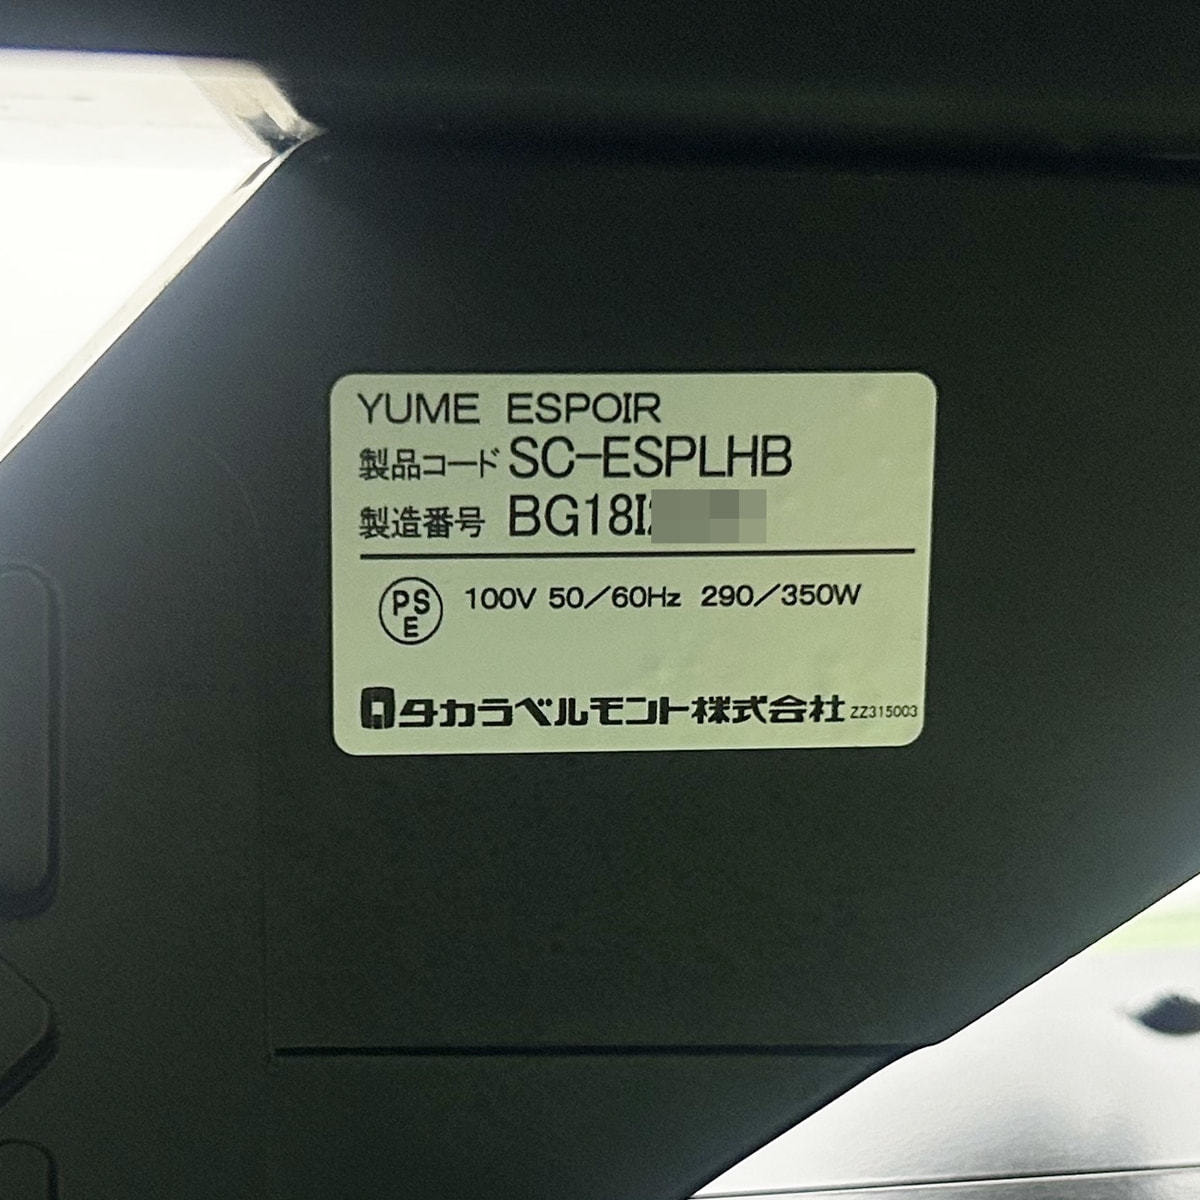 YUME ESPOIR
製品コード SC-ESPLHB
製造番号 BG18I
PSE 100V 50/60Hz 290/350W
タカラベルモント株式会社 ZZ315003